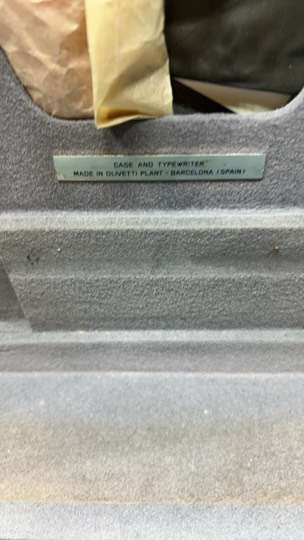 CASE AND TYPEWRITER
MADE IN OLIVETTI PLANT - BARCELONA (SPAIN)